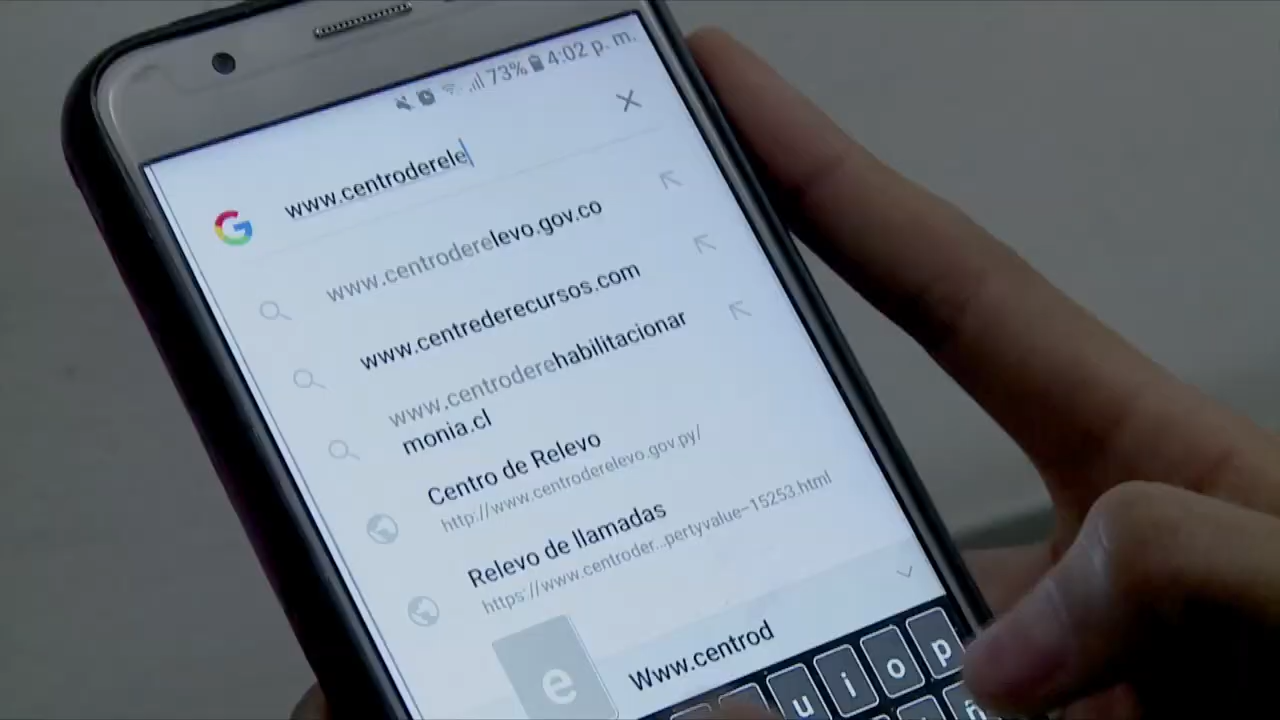 73% 4:02 p. m.
www.centroderele
www.centroderelevo.gov.co
www.centrederecursos.com
www.centroderehabilitacionar
monia.cl
Centro de Relevo
http://www.centroderelevo.gov.py/
Relevo de llamadas
https://www.centroder...pertyvalue-15253.html
e
Www.centrod
u i o p
ñ